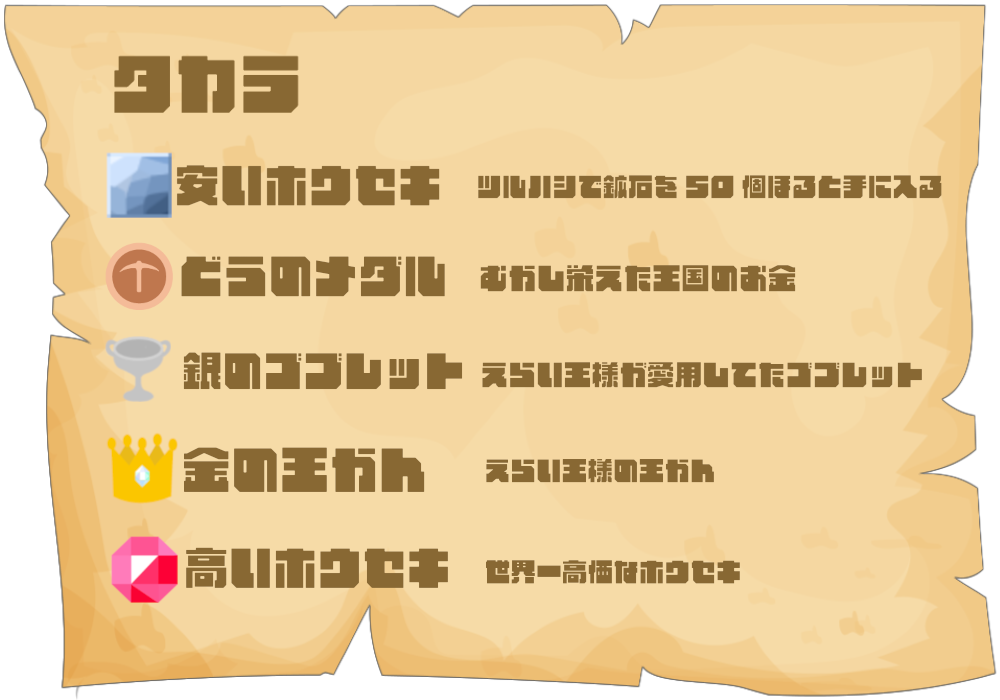 タカラ
安いホウセキ ツルハシで鉱石を 50 個ほると手に入る
どうのメダル むかし栄えた王国のお金
銀のゴブレット えらい王様が愛用してたゴブレット
金の王かん えらい王様の王かん
高いホウセキ 世界一高価なホウセキ